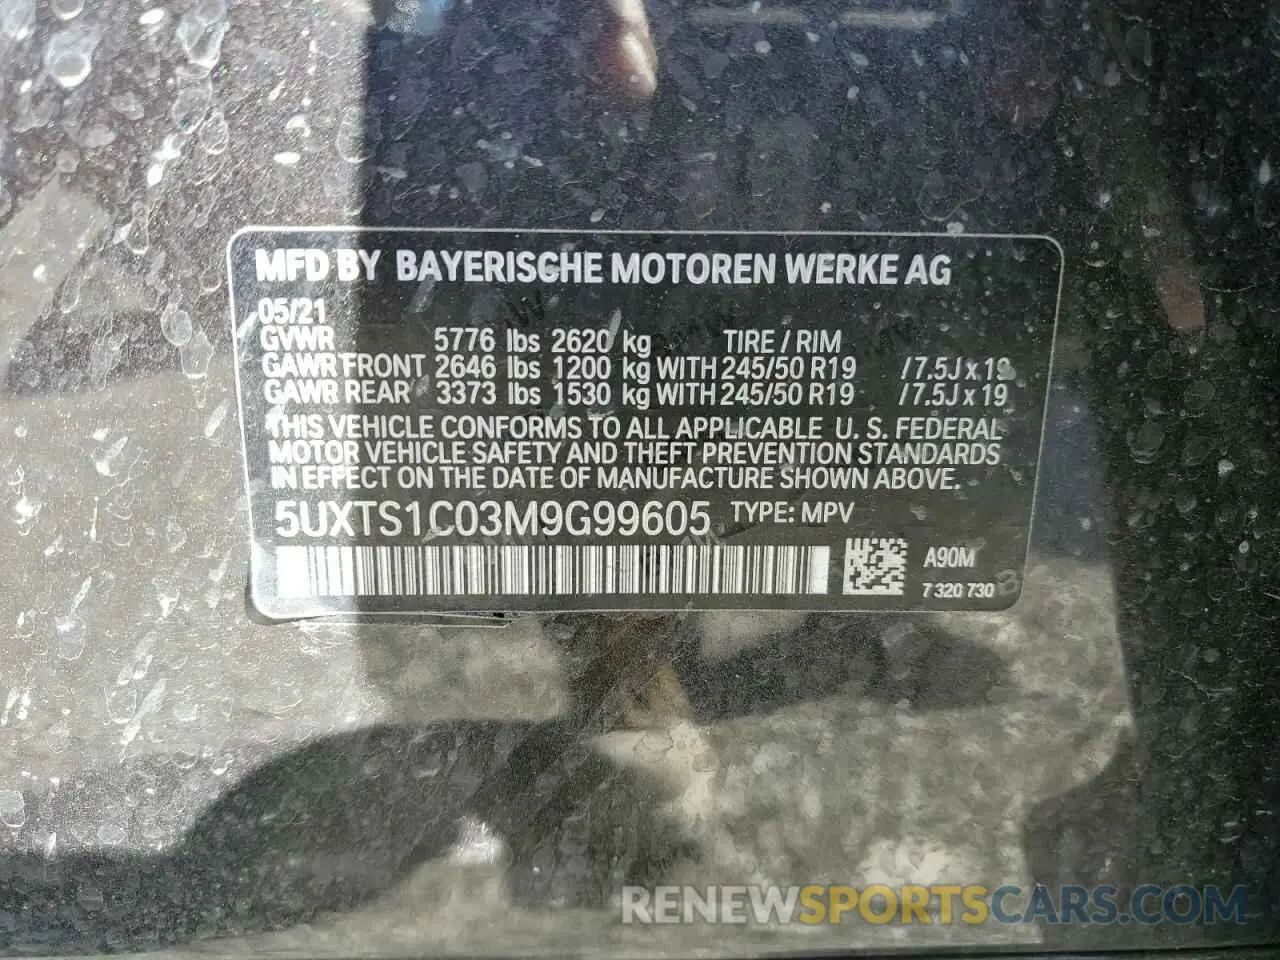 MFD BY BAYERISCHE MOTOREN WERKE AG
05/21
GVWR 5776 lbs 2620 kg TIRE / RIM
GAWR FRONT 2646 lbs 1200 kg WITH 245/50 R19 /7.5J x 19
GAWR REAR 3373 lbs 1530 kg WITH 245/50 R19 /7.5J x 19
THIS VEHICLE CONFORMS TO ALL APPLICABLE U. S. FEDERAL
MOTOR VEHICLE SAFETY AND THEFT PREVENTION STANDARDS
IN EFFECT ON THE DATE OF MANUFACTURE SHOWN ABOVE.
5UXTS1C03M9G99605 TYPE: MPV
A90M
7 320 730
RENEWSPORTSCARS.COM